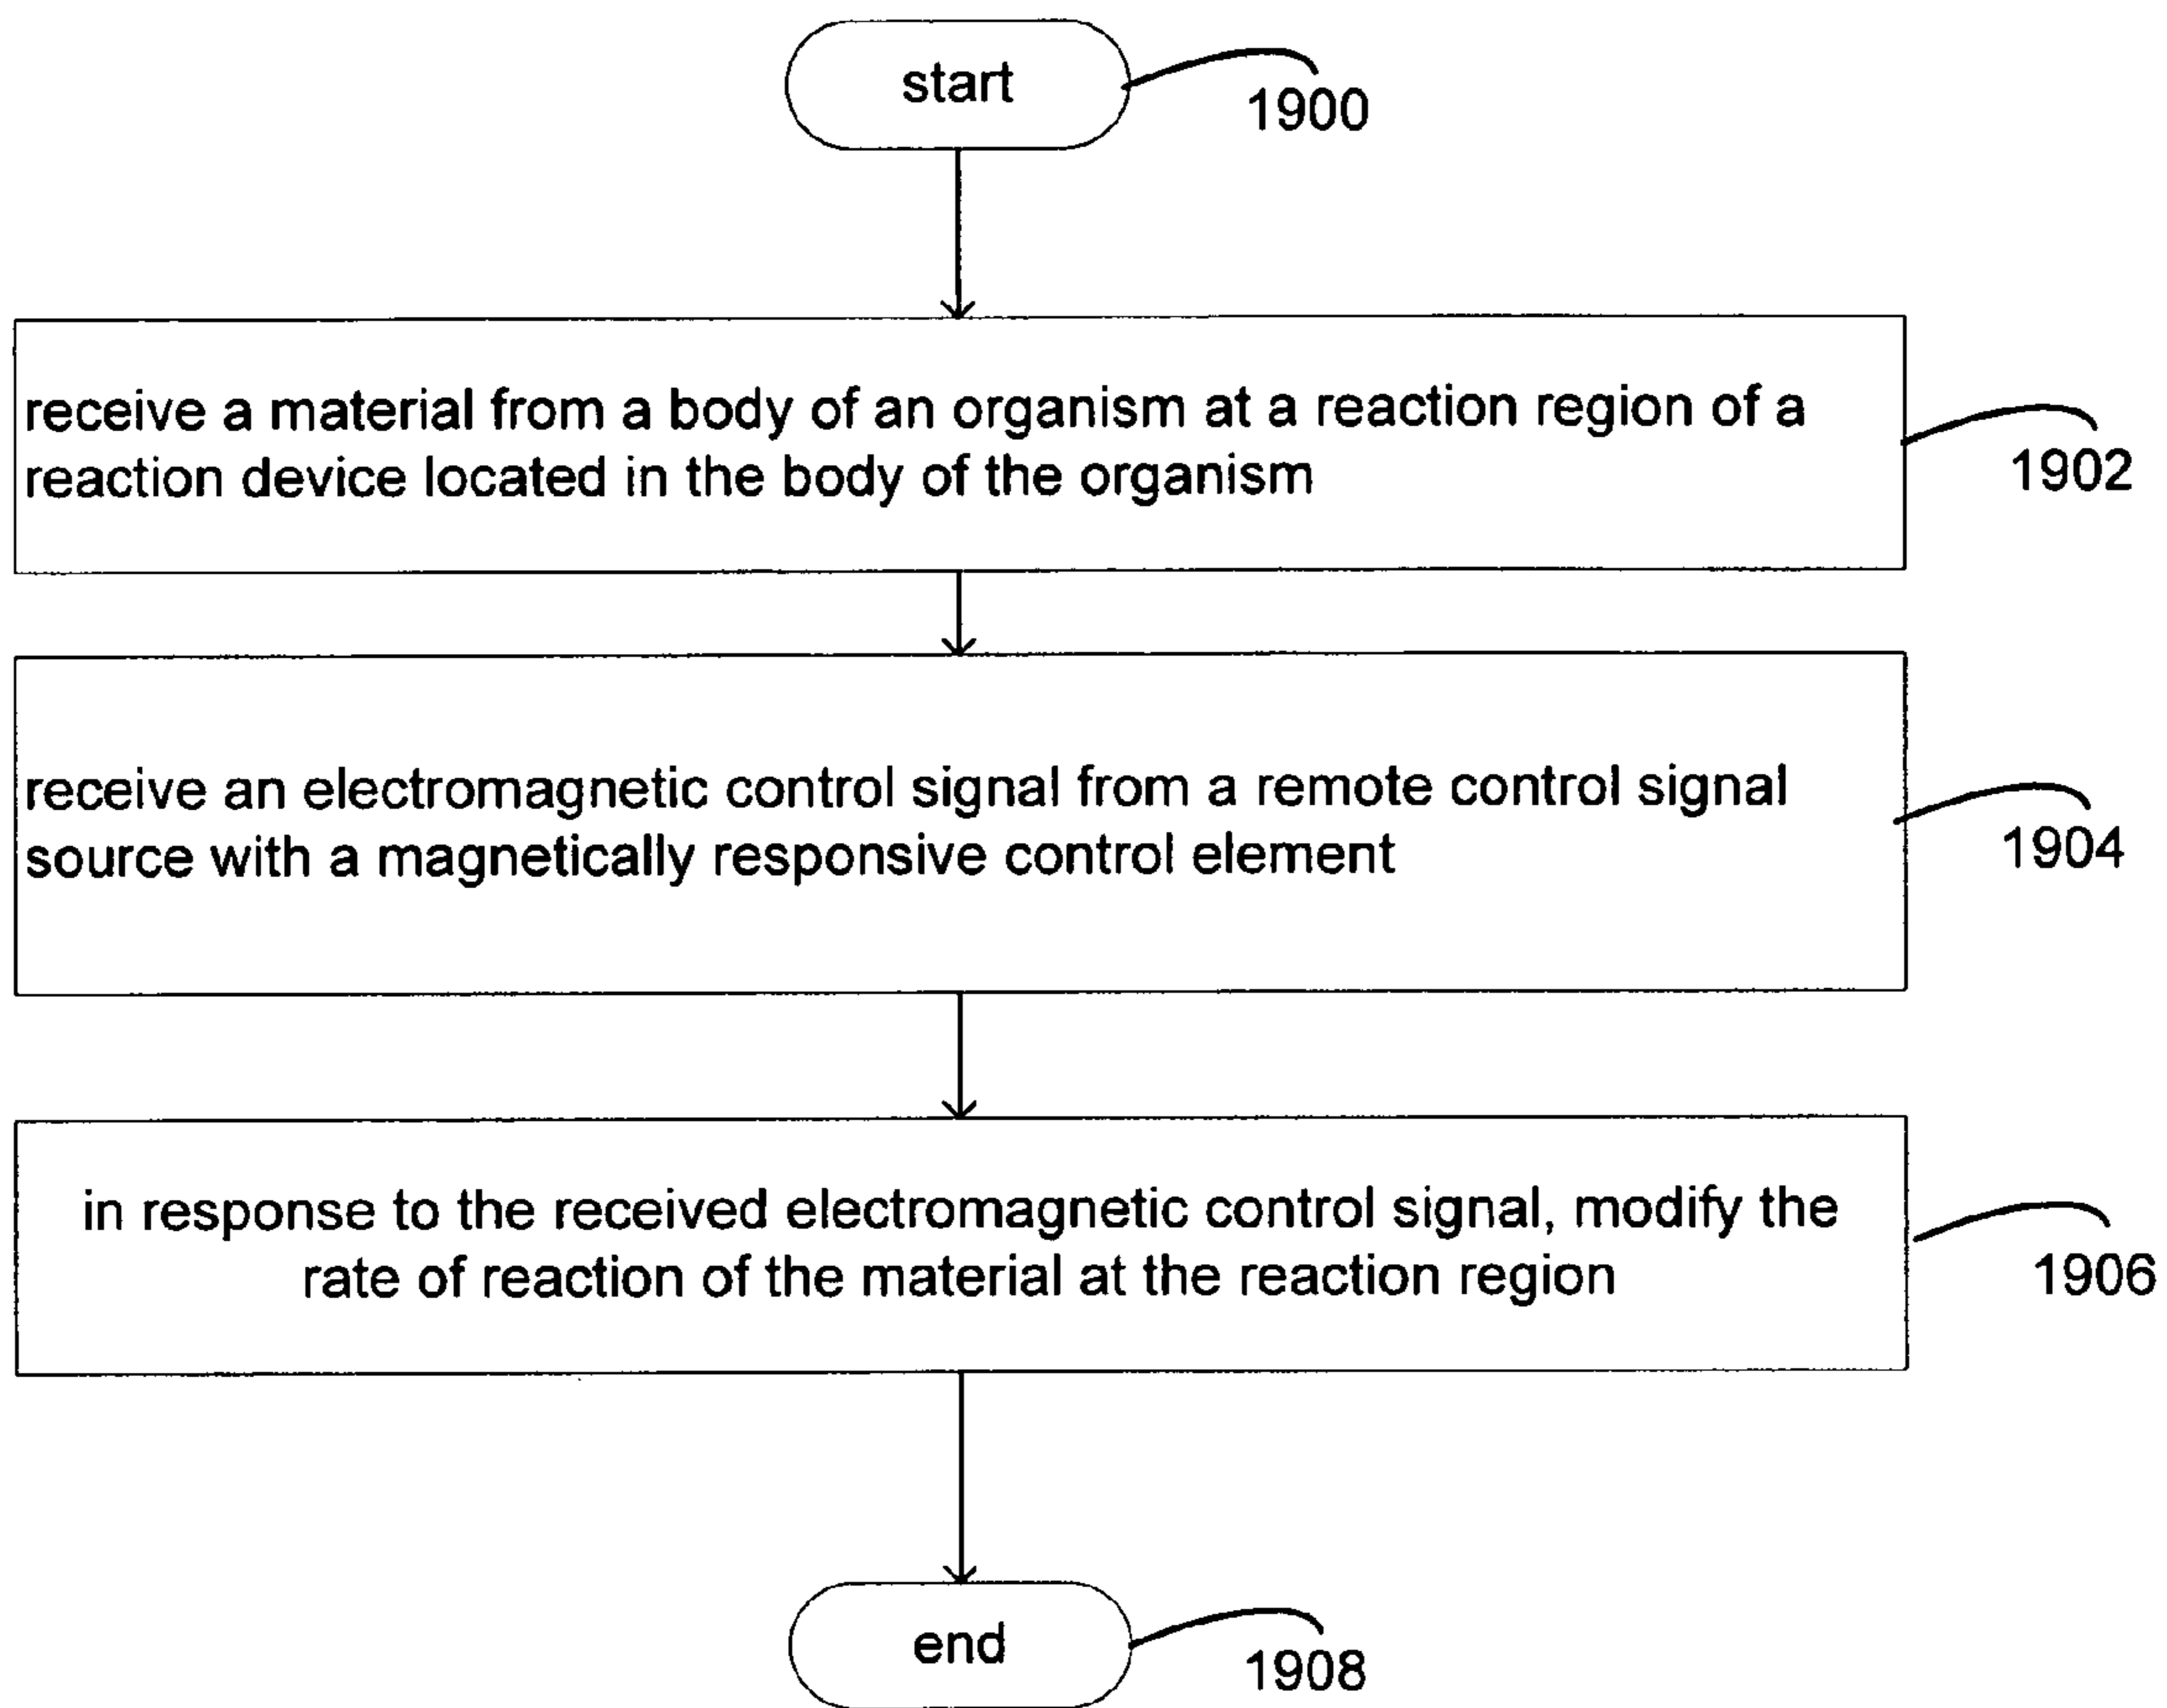 start
1900
receive a material from a body of an organism at a reaction region of a
reaction device located in the body of the organism
1902
receive an electromagnetic control signal from a remote control signal
source with a magnetically responsive control element
1904
in response to the received electromagnetic control signal, modify the
rate of reaction of the material at the reaction region
1906
end
1908